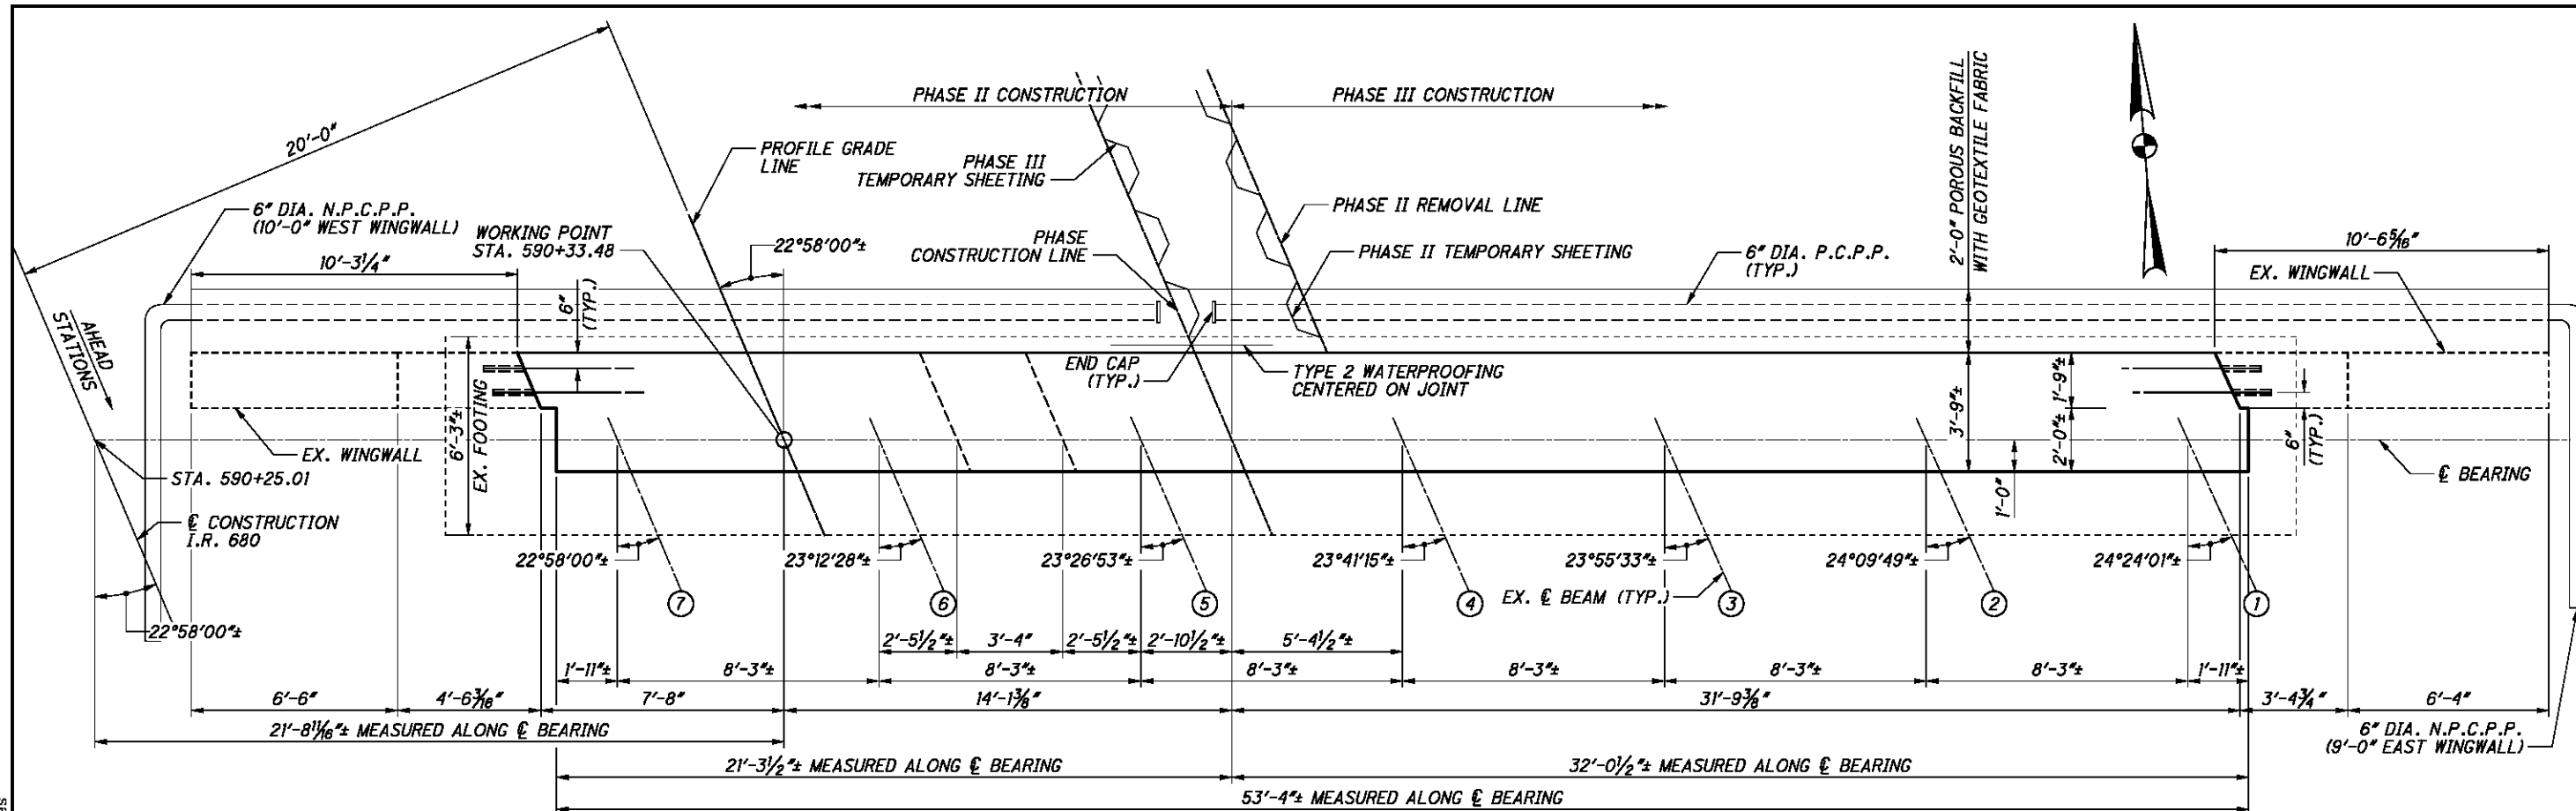 PHASE II CONSTRUCTION
PHASE III CONSTRUCTION
20'-0"
PROFILE GRADE
LINE
PHASE III
TEMPORARY SHEETING
2'-0" POROUS BACKFILL
WITH GEOTEXTILE FABRIC
6" DIA. N.P.C.P.P.
(10'-0" WEST WINGWALL)
WORKING POINT
STA. 590+33.48
22°58'00"±
PHASE
CONSTRUCTION LINE
PHASE II REMOVAL LINE
PHASE II TEMPORARY SHEETING
6" DIA. P.C.P.P.
(TYP.)
10'-6 5/16"
EX. WINGWALL
10'-3 1/4"
6"
(TYP.)
AHEAD
STATIONS
END CAP
(TYP.)
TYPE 2 WATERPROOFING
CENTERED ON JOINT
6'-3"±
EX. FOOTING
3'-9"±
1'-9"±
2'-0"±
6"
(TYP.)
1'-0"
EX. WINGWALL
STA. 590+25.01
℄ BEARING
℄ CONSTRUCTION
I.R. 680
22°58'00"±
23°12'28"±
23°26'53"±
23°41'15"±
23°55'33"±
24°09'49"±
24°24'01"±
7
6
5
4
EX. ℄ BEAM (TYP.)
3
2
1
22°58'00"±
2'-5 1/2"±
3'-4"
2'-5 1/2"±
2'-10 1/2"±
5'-4 1/2"±
1'-11"±
8'-3"±
8'-3"±
8'-3"±
8'-3"±
8'-3"±
8'-3"±
1'-11"±
6'-6"
4'-6 3/16"
7'-8"
14'-1 3/8"
31'-9 3/8"
3'-4 3/4"
6'-4"
21'-8 11/16"± MEASURED ALONG ℄ BEARING
6" DIA. N.P.C.P.P.
(9'-0" EAST WINGWALL)
21'-3 1/2"± MEASURED ALONG ℄ BEARING
32'-0 1/2"± MEASURED ALONG ℄ BEARING
53'-4"± MEASURED ALONG ℄ BEARING